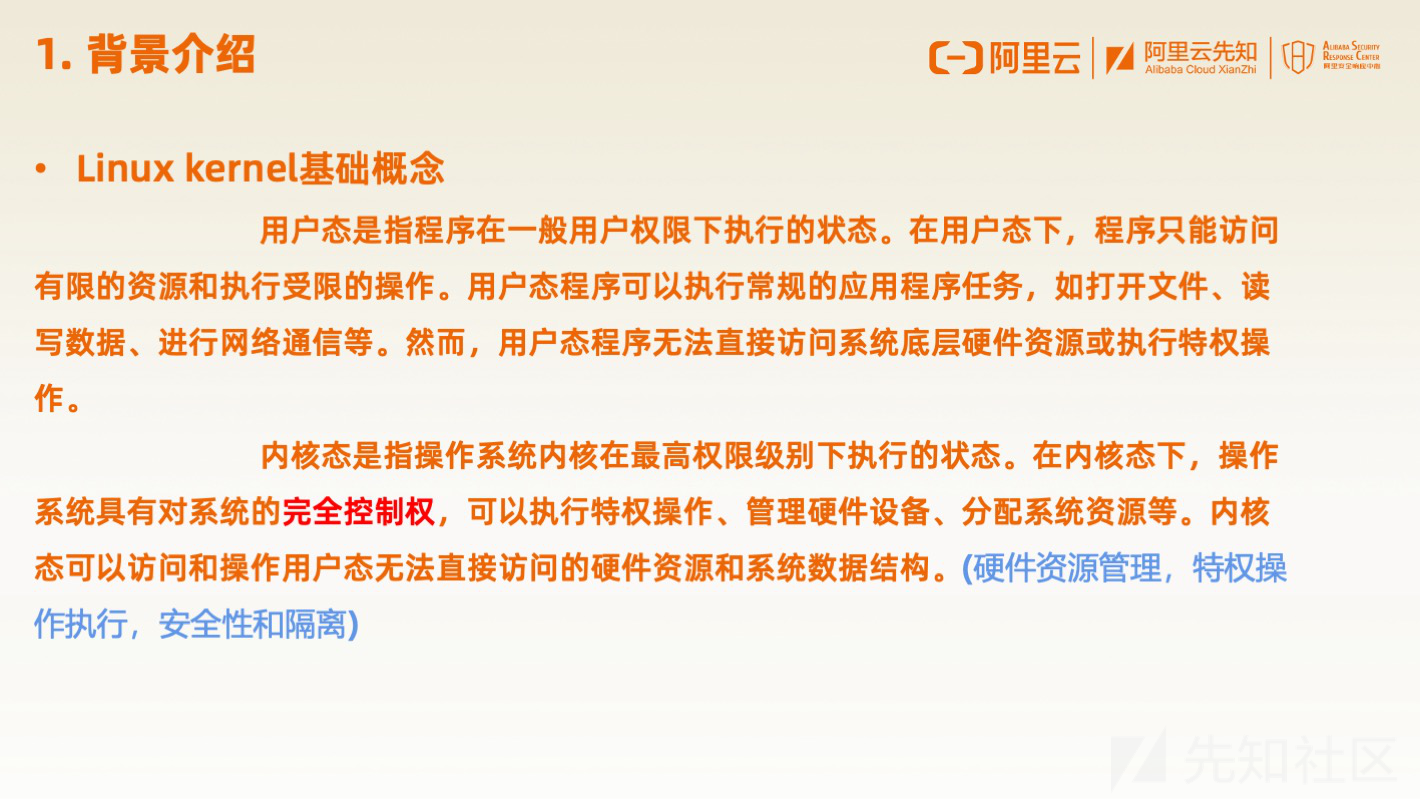 1. 背景介绍
阿里云
阿里云先知
Alibaba Cloud XianZhi
ALIBABA SECURITY
RESPONSE CENTER
阿里安全响应中心
• Linux kernel基础概念
用户态是指程序在一般用户权限下执行的状态。在用户态下，程序只能访问
有限的资源和执行受限的操作。用户态程序可以执行常规的应用程序任务，如打开文件、读
写数据、进行网络通信等。然而，用户态程序无法直接访问系统底层硬件资源或执行特权操
作。
内核态是指操作系统内核在最高权限级别下执行的状态。在内核态下，操作
系统具有对系统的完全控制权，可以执行特权操作、管理硬件设备、分配系统资源等。内核
态可以访问和操作用户态无法直接访问的硬件资源和系统数据结构。(硬件资源管理，特权操
作执行，安全性和隔离)
先知社区